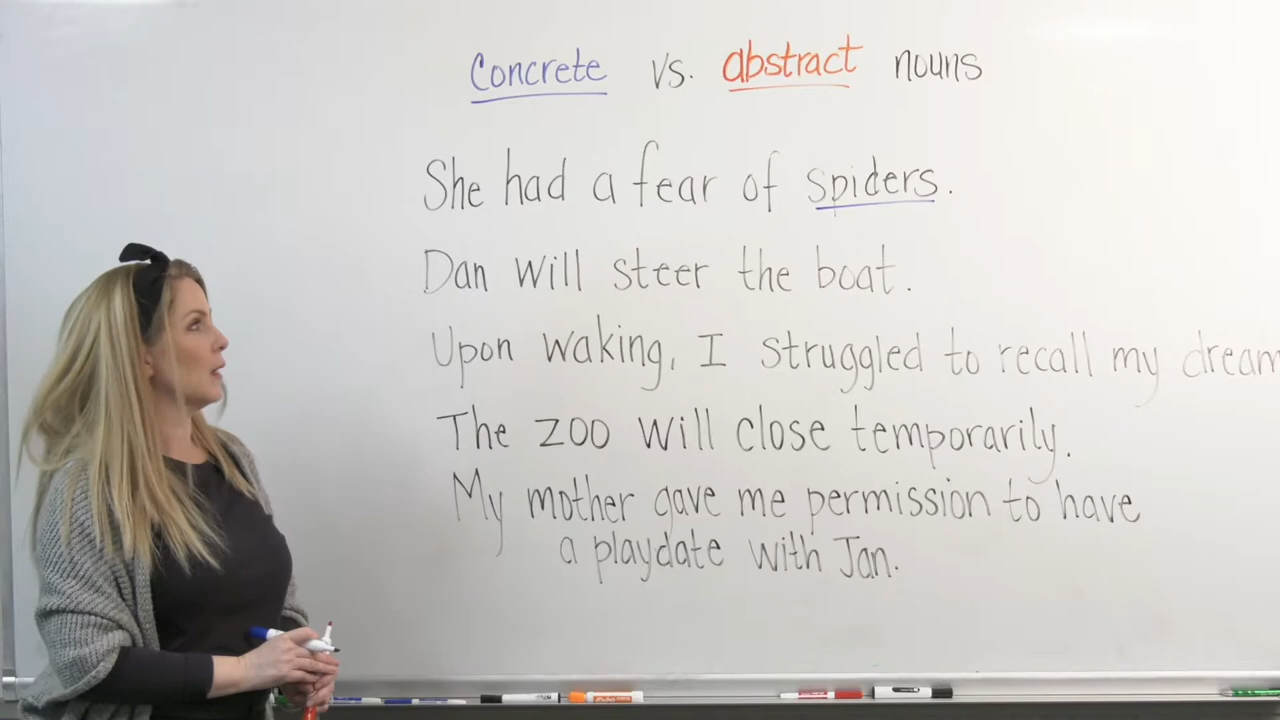 Concrete vs. abstract nouns
She had a fear of spiders.
Dan will steer the boat.
Upon waking, I struggled to recall my dream
The zoo will close temporarily.
My mother gave me permission to have
a playdate with Jan.